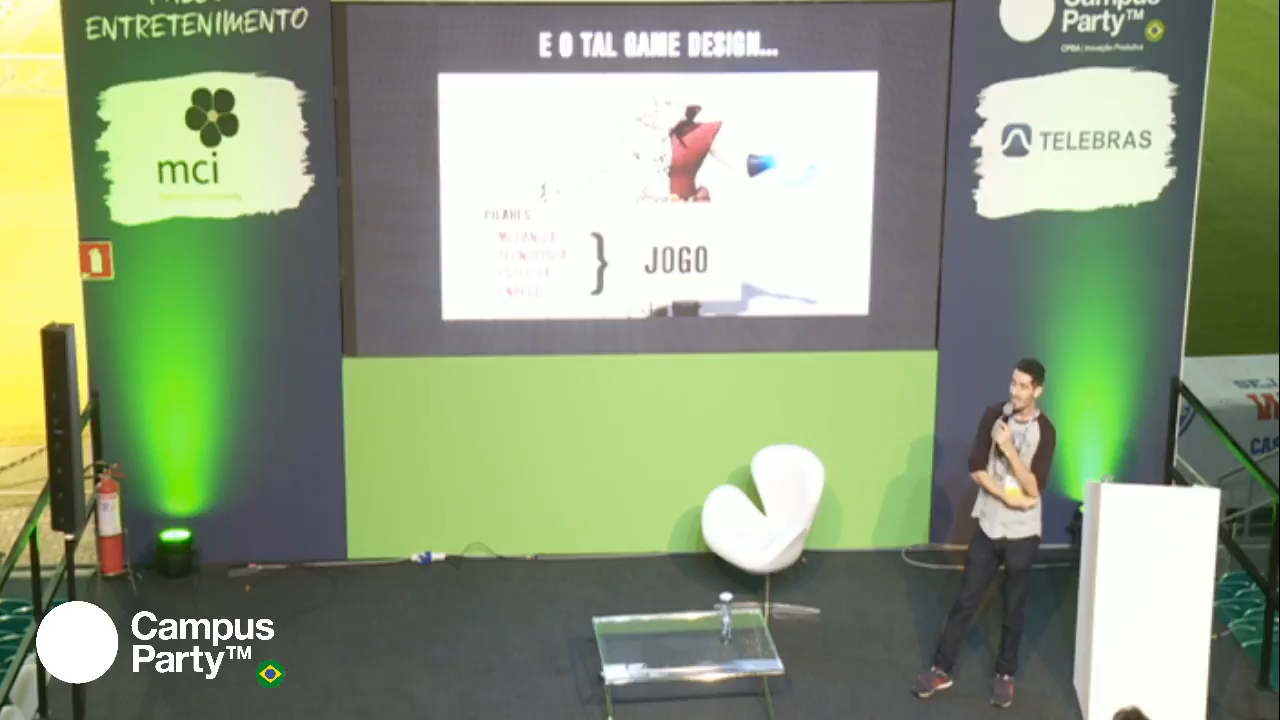 ENTRETENIMENTO
mci
E O TAL GAME DESIGN...
PILARES
MECÂNICA
TECNOLOGIA
ESTÉTICA
ENREDO
}
JOGO
Campus
Party™
TELEBRAS
Campus
Party™